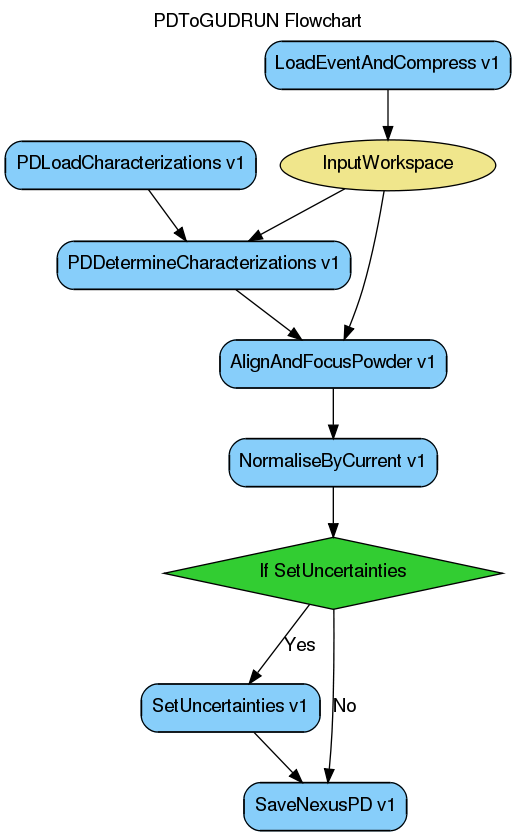 PDToGUDRUN Flowchart
LoadEventAndCompress v1
PDLoadCharacterizations v1
InputWorkspace
PDDetermineCharacterizations v1
AlignAndFocusPowder v1
NormaliseByCurrent v1
If SetUncertainties
Yes
SetUncertainties v1
No
SaveNexusPD v1